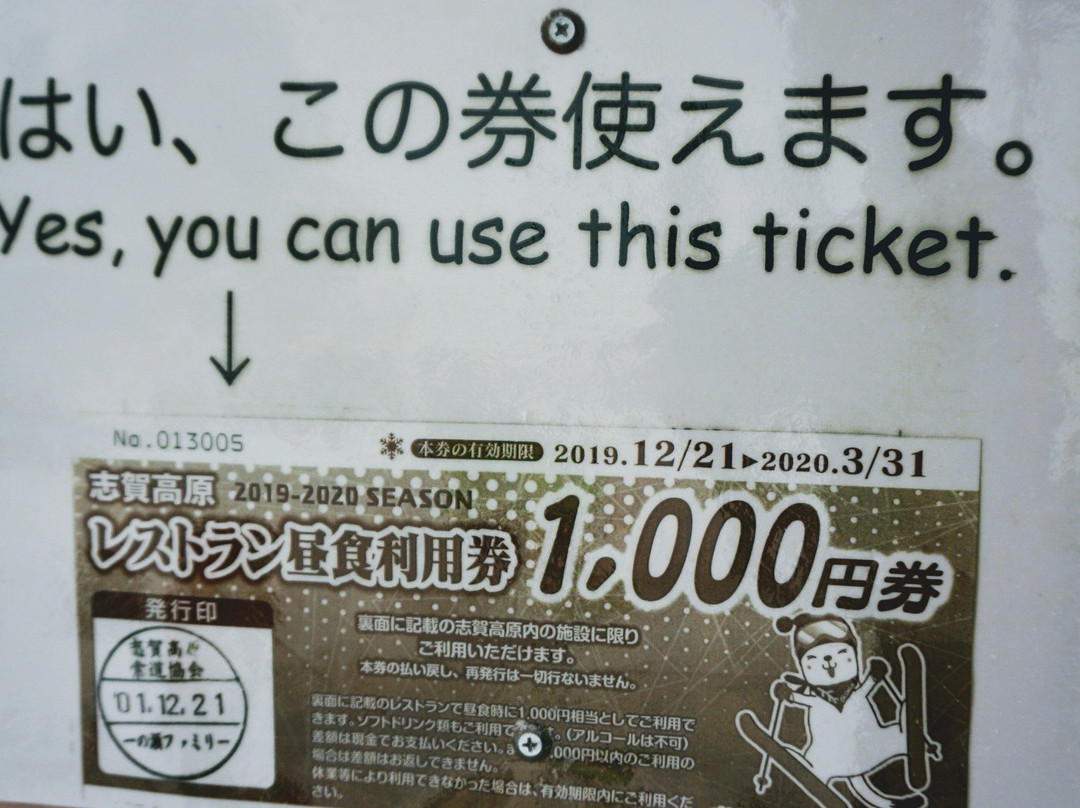 はい、この券使えます。
Yes, you can use this ticket.
No.013005
本券の有効期限 2019.12/21▶2020.3/31
志賀高原 2019-2020 SEASON
レストラン昼食利用券 1,000円券
発行印
裏面に記載の志賀高原内の施設に限り
ご利用いただけます。
本券の払い戻し、再発行は一切行ないません。
志賀高原
索道協会
'01.12.21
一の瀬ファミリー
裏面に記載のレストランで昼食時に1,000円相当としてご利用で
きます。ソフトドリンク類もご利用で。(アルコールは不可)
差額は現金でお支払いください。000円以内のご利用の
場合は差額はお返しできません。
休業等により利用できなかった場合は、有効期限内にご利用くだ
さい。